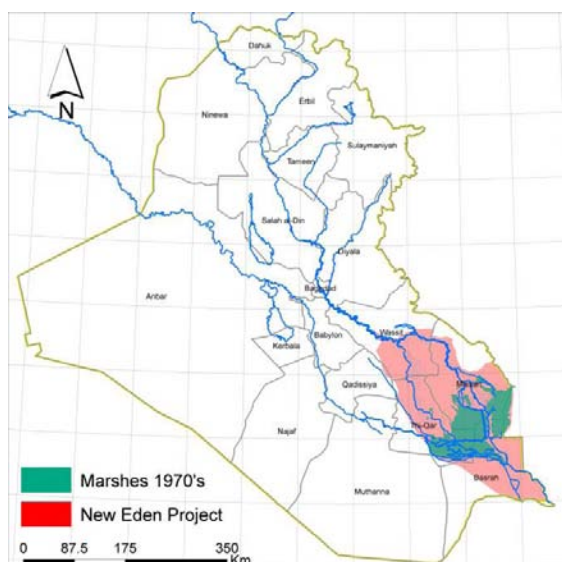 Dahuk
Erbil
Ninewa
Sulaymaniyah
Tameem
Salah al-Din
Diyala
Anbar
Baghdad
Wassit
Babylon
Kerbala
Qadissiya
Missan
Thi-Qar
Najaf
Basrah
Muthanna
N
Marshes 1970's
New Eden Project
0 87.5 175 350
Km